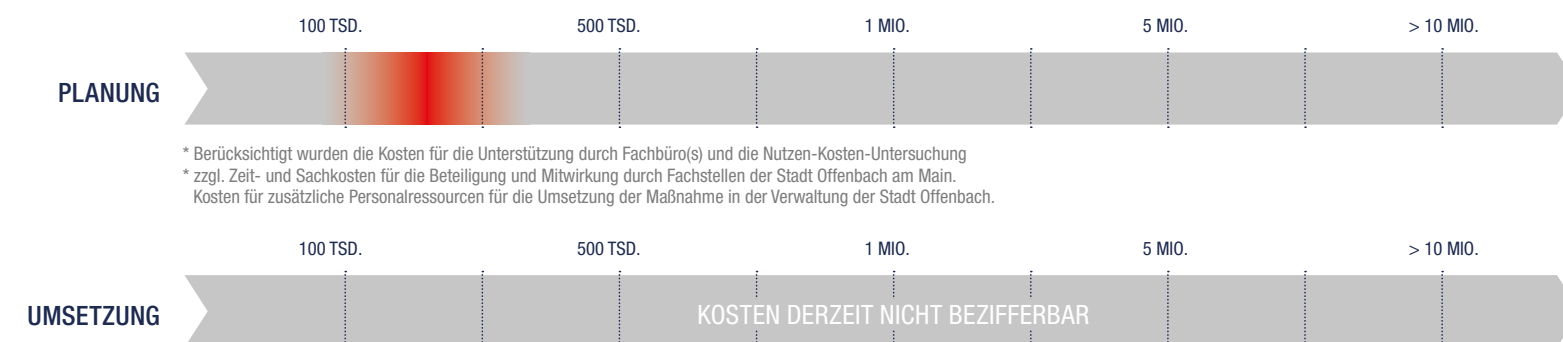 100 TSD. 500 TSD. 1 MIO. 5 MIO. > 10 MIO.
PLANUNG
* Berücksichtigt wurden die Kosten für die Unterstützung durch Fachbüro(s) und die Nutzen-Kosten-Untersuchung
* zzgl. Zeit- und Sachkosten für die Beteiligung und Mitwirkung durch Fachstellen der Stadt Offenbach am Main.
Kosten für zusätzliche Personalressourcen für die Umsetzung der Maßnahme in der Verwaltung der Stadt Offenbach.
100 TSD. 500 TSD. 1 MIO. 5 MIO. > 10 MIO.
UMSETZUNG KOSTEN DERZEIT NICHT BEZIFFERBAR